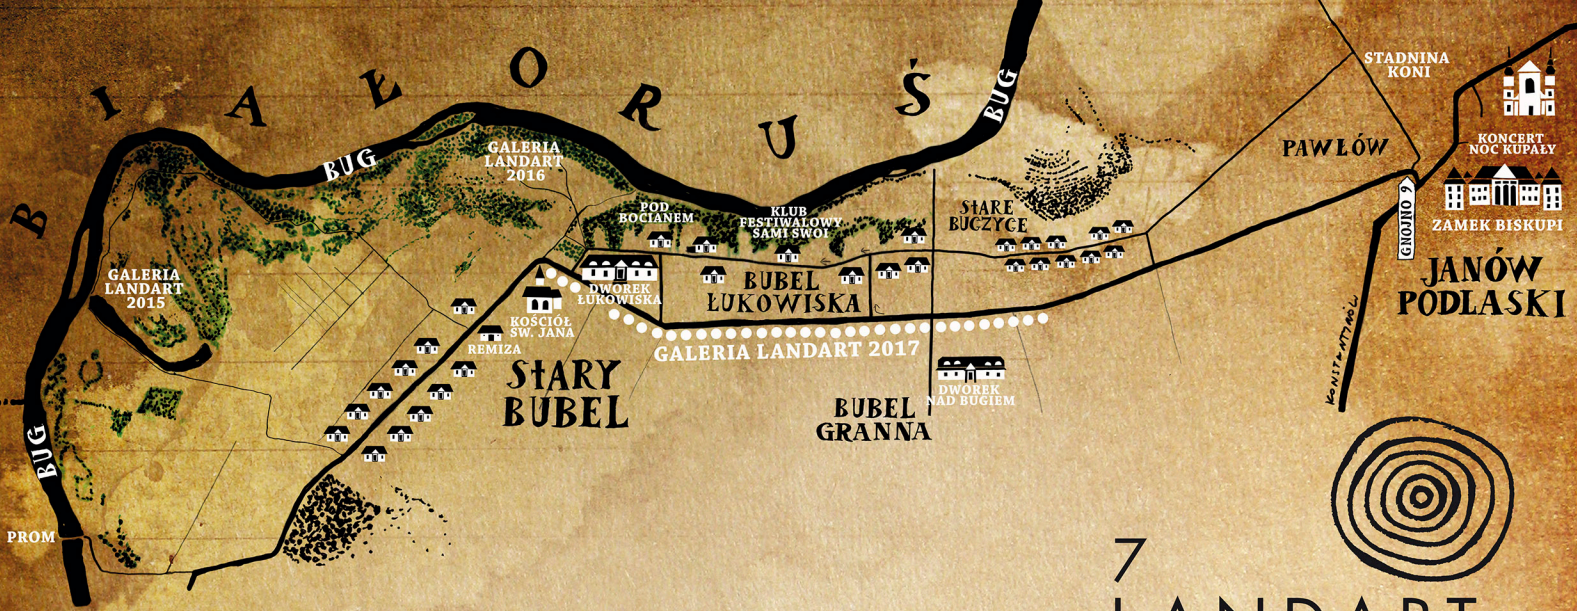 BIAŁORUŚ
BUG
BUG
BUG
STADNINA
KONI
KONCERT
NOC KUPAŁY
PAWŁÓW
ZAMEK BISKUPI
GNOJNO 9
JANÓW
PODLASKI
KONSTANTYNÓW
GALERIA
LANDART
2016
POD
BOCIANEM
KLUB
FESTIWALOWY
SAMI SWOI
STARE
BUCZYCE
GALERIA
LANDART
2015
DWOREK
ŁUKOWISKA
BUBEL
ŁUKOWISKA
KOŚCIÓŁ
ŚW. JANA
REMIZA
GALERIA LANDART 2017
STARY
BUBEL
DWOREK
NAD BUGIEM
BUBEL
GRANNA
PROM
7
LANDART